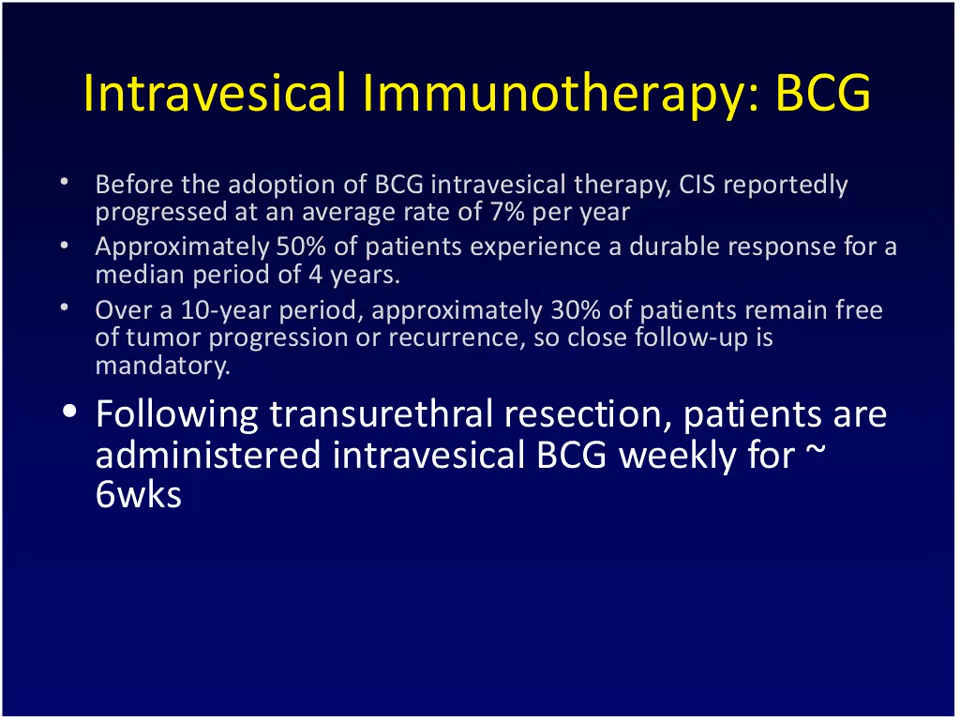 Intravesical Immunotherapy: BCG
• Before the adoption of BCG intravesical therapy, CIS reportedly
progressed at an average rate of 7% per year
• Approximately 50% of patients experience a durable response for a
median period of 4 years.
• Over a 10-year period, approximately 30% of patients remain free
of tumor progression or recurrence, so close follow-up is
mandatory.
• Following transurethral resection, patients are
administered intravesical BCG weekly for ~
6wks